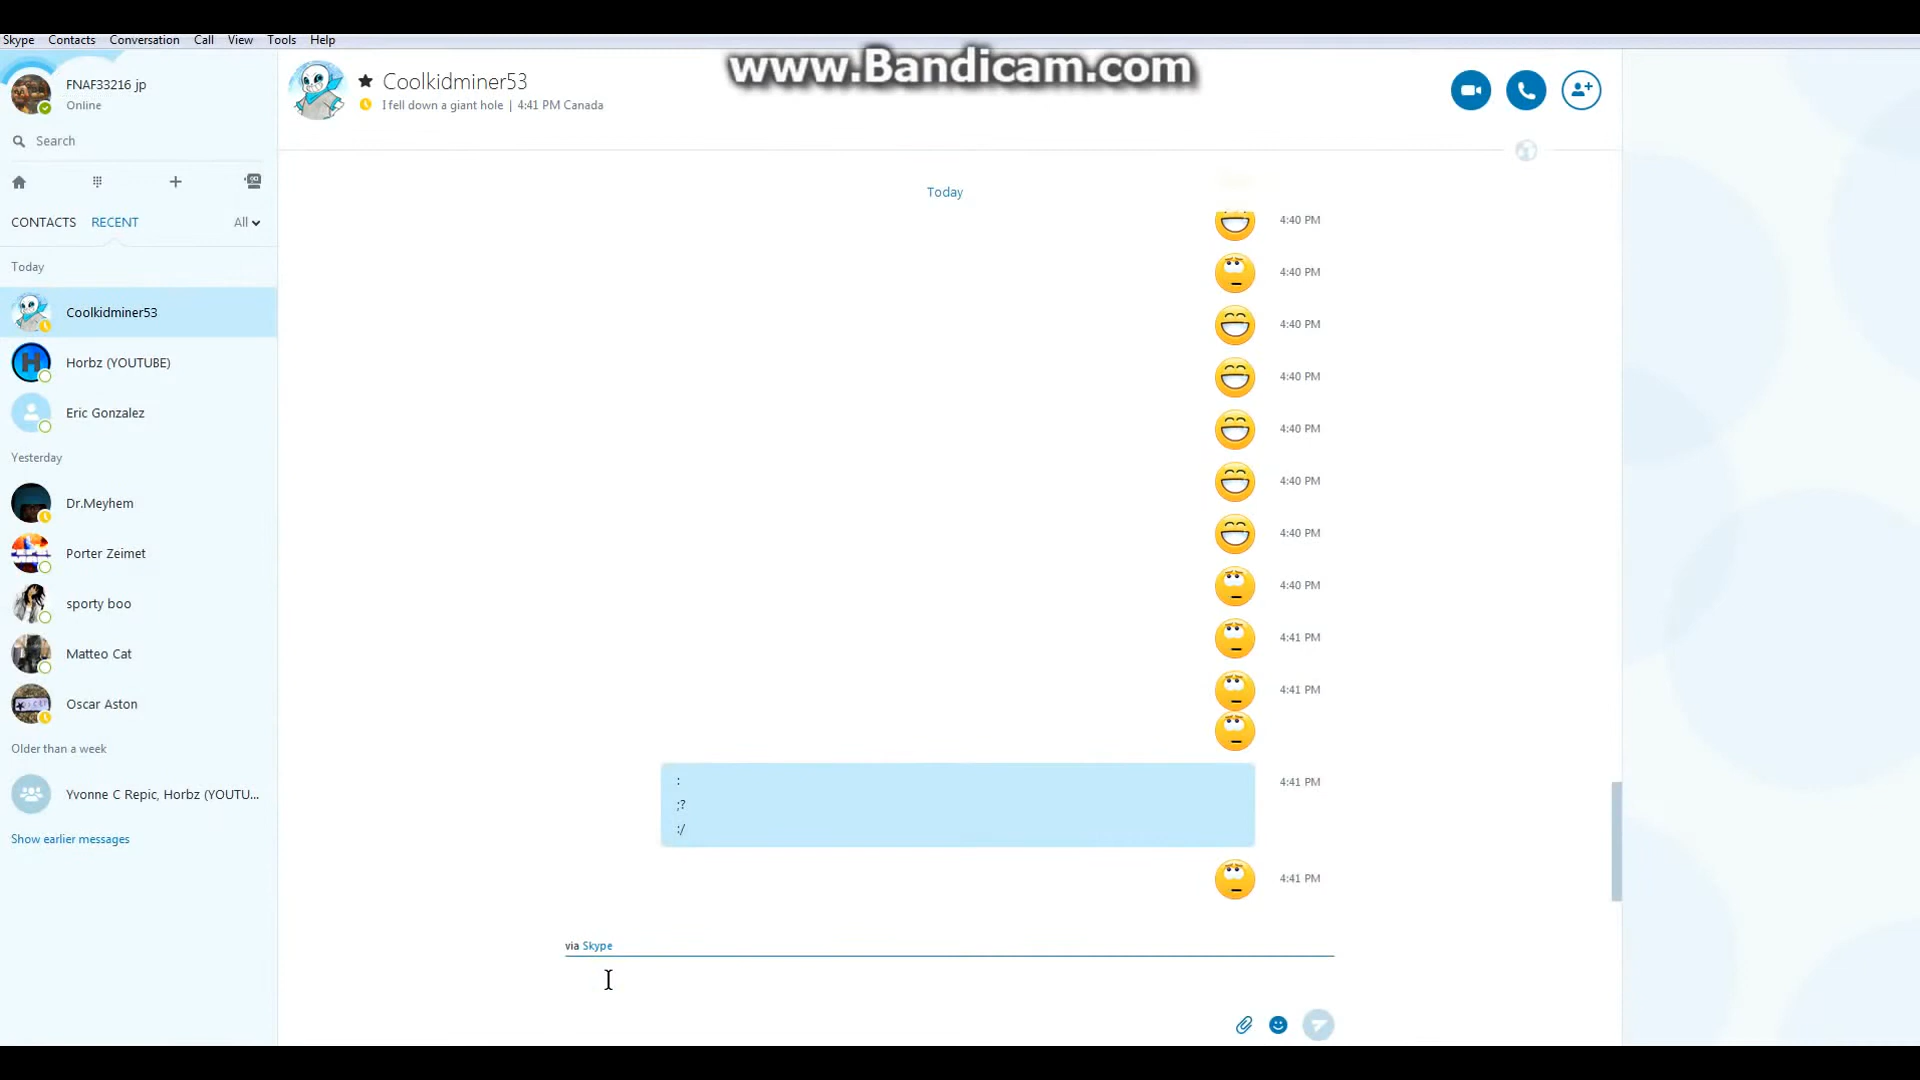 www.Bandicam.com
Skype Contacts Conversation Call View Tools Help
FNAF33216 jp
Online
Search
CONTACTS RECENT All
Today
Coolkidminer53
Horbz (YOUTUBE)
Eric Gonzalez
Yesterday
Dr.Meyhem
Porter Zeimet
sporty boo
Matteo Cat
Oscar Aston
Older than a week
Yvonne C Repic, Horbz (YOUTU...
Show earlier messages
Coolkidminer53
I fell down a giant hole | 4:41 PM Canada
Today
4:40 PM
4:40 PM
4:40 PM
4:40 PM
4:40 PM
4:40 PM
4:40 PM
4:40 PM
4:41 PM
4:41 PM
: 4:41 PM
;?
:/
4:41 PM
via Skype